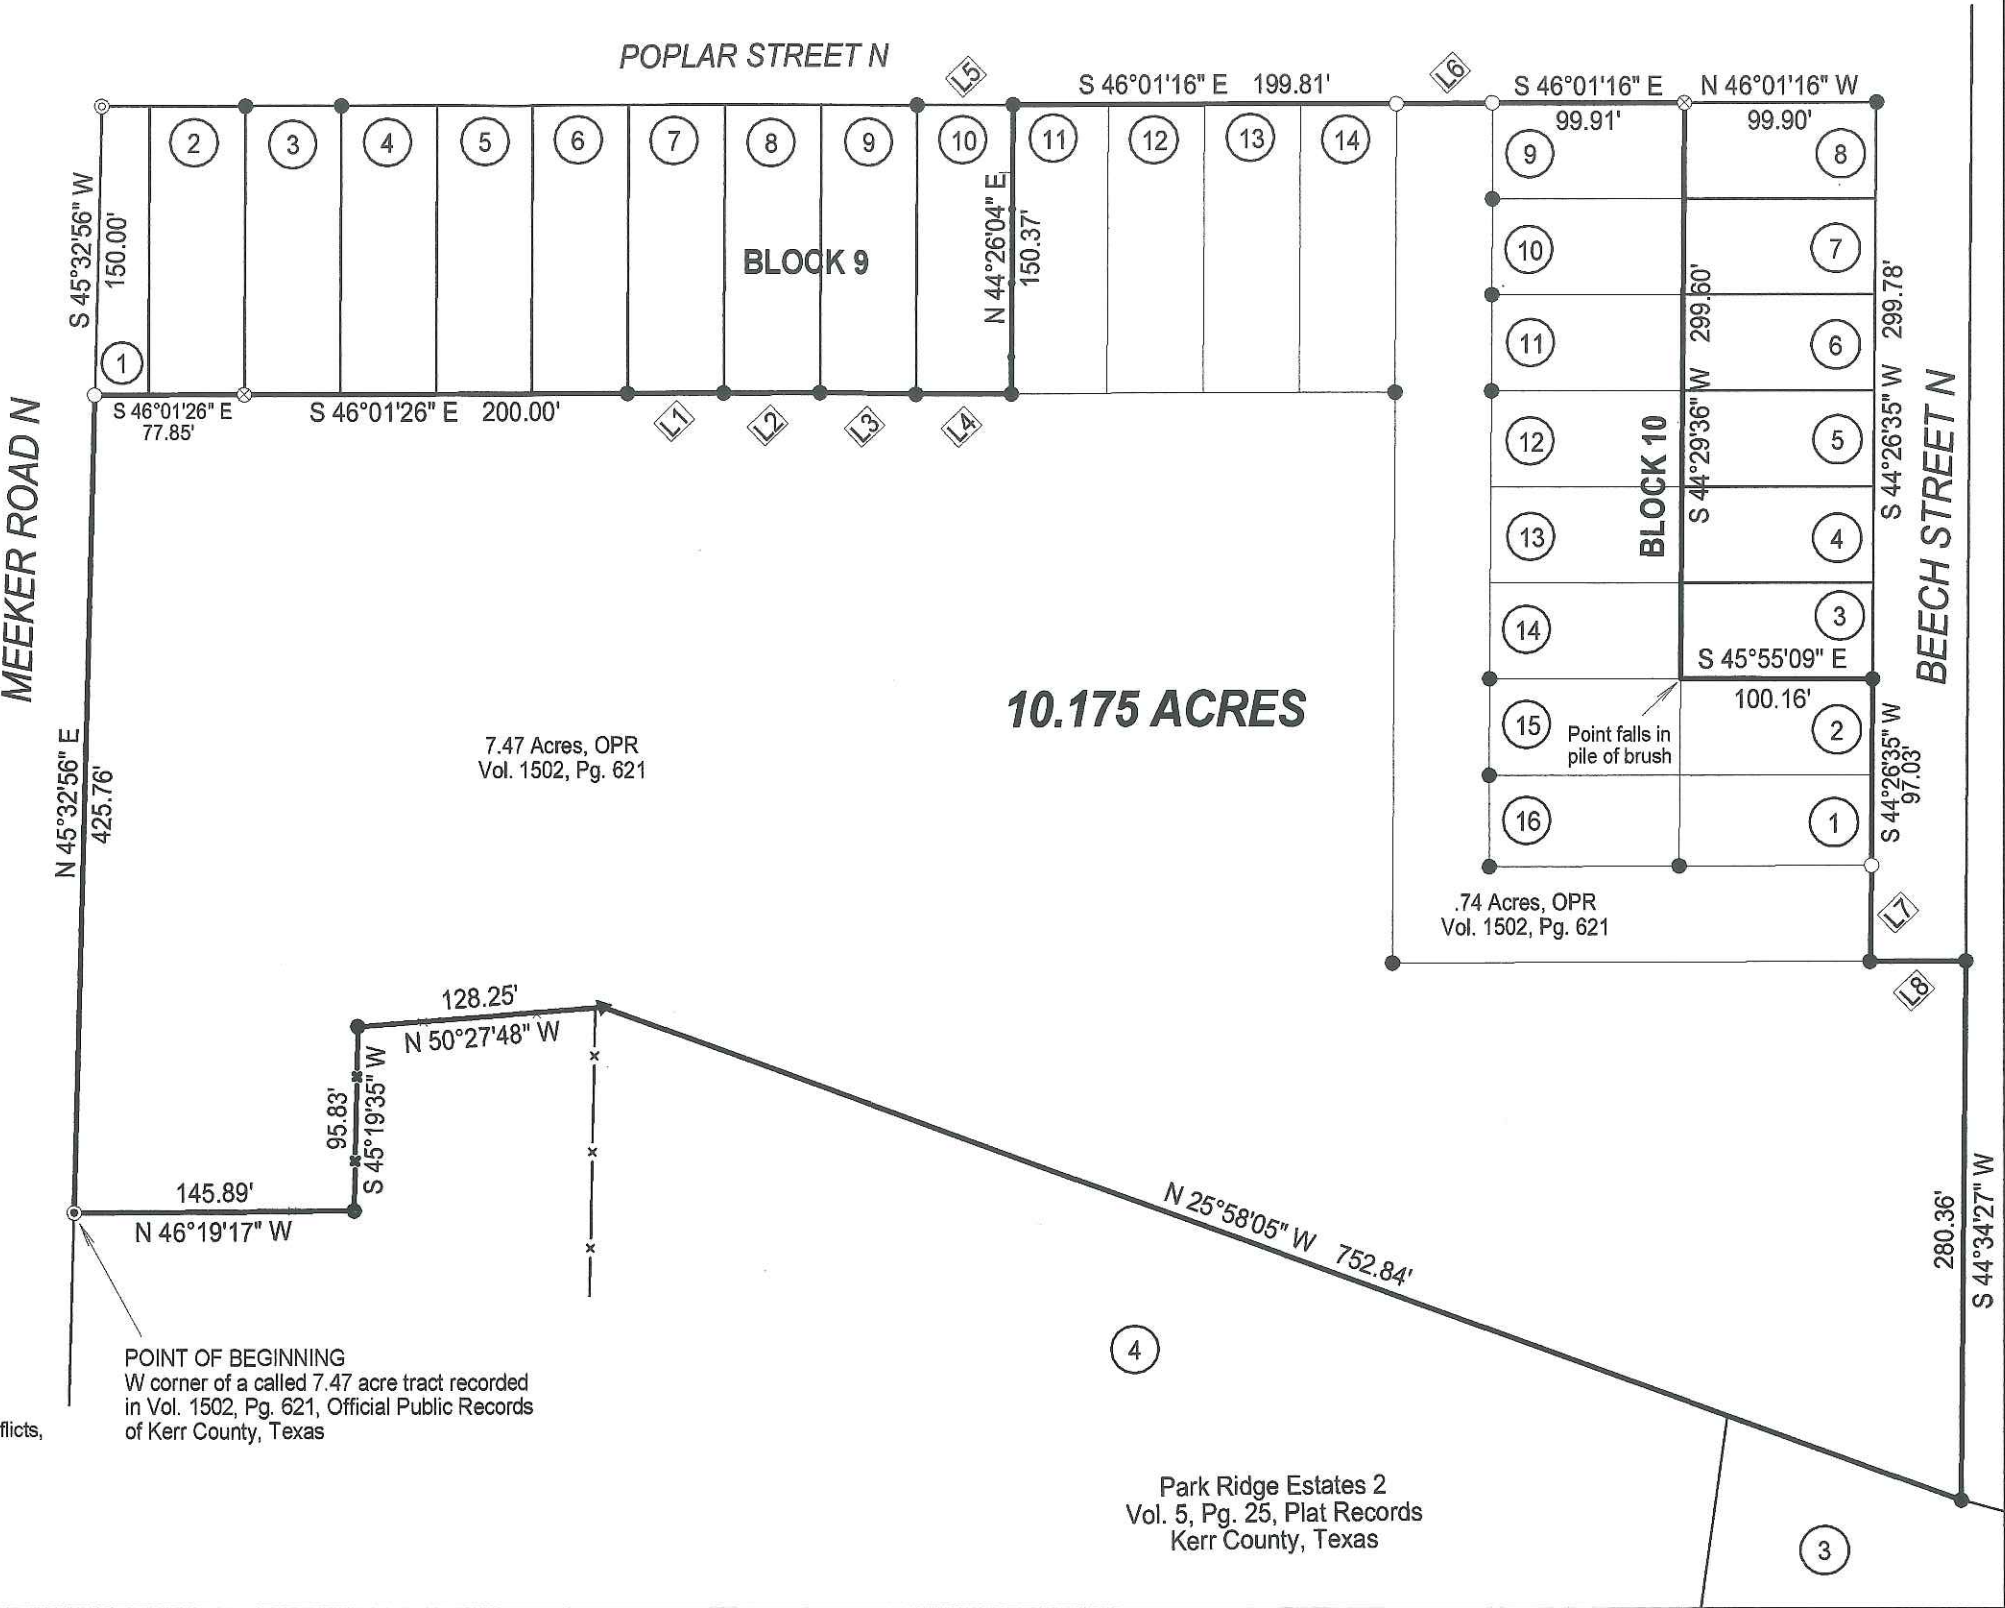 POPLAR STREET N
L5
S 46°01'16" E 199.81'
L6
S 46°01'16" E
99.91'
N 46°01'16" W
99.90'
S 45°32'56" W
150.00'
1
2
3
4
5
6
7
8
9
10
11
12
13
14
BLOCK 9
N 44°26'04" E
150.37'
S 46°01'26" E
77.85'
S 46°01'26" E 200.00'
L1
L2
L3
L4
9
10
11
12
13
14
15
16
8
7
6
5
4
3
2
1
BLOCK 10
S 44°29'36" W 299.60'
S 44°26'35" W 299.78'
BEECH STREET N
S 45°55'09" E
100.16'
Point falls in
pile of brush
S 44°26'35" W
97.03'
MEEKER ROAD N
N 45°32'56" E
425.76'
7.47 Acres, OPR
Vol. 1502, Pg. 621
10.175 ACRES
.74 Acres, OPR
Vol. 1502, Pg. 621
L7
L8
128.25'
N 50°27'48" W
95.83'
S 45°19'35" W
145.89'
N 46°19'17" W
N 25°58'05" W 752.84'
280.36'
S 44°34'27" W
POINT OF BEGINNING
W corner of a called 7.47 acre tract recorded
in Vol. 1502, Pg. 621, Official Public Records
of Kerr County, Texas
flicts,
4
Park Ridge Estates 2
Vol. 5, Pg. 25, Plat Records
Kerr County, Texas
3